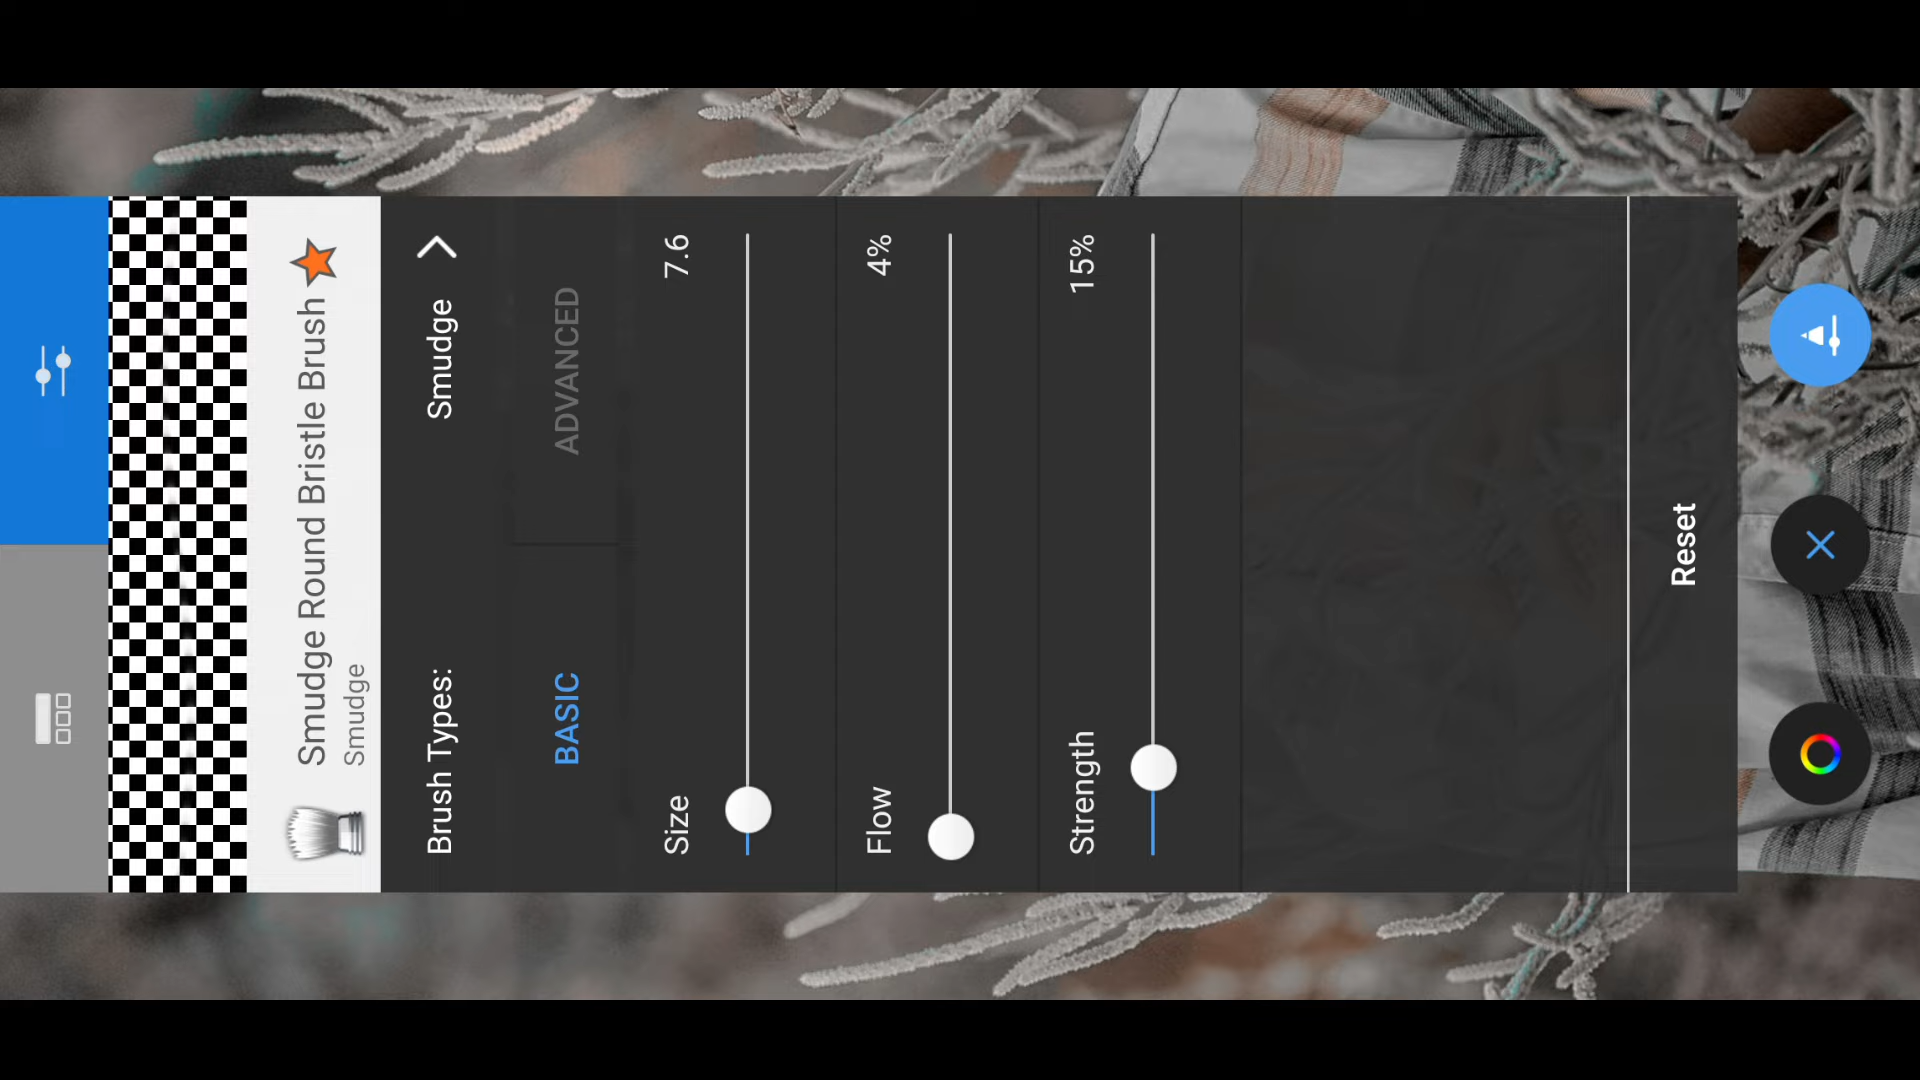 Smudge Round Bristle Brush
Smudge
Brush Types: Smudge
BASIC ADVANCED
Size 7.6
Flow 4%
Strength 15%
Reset